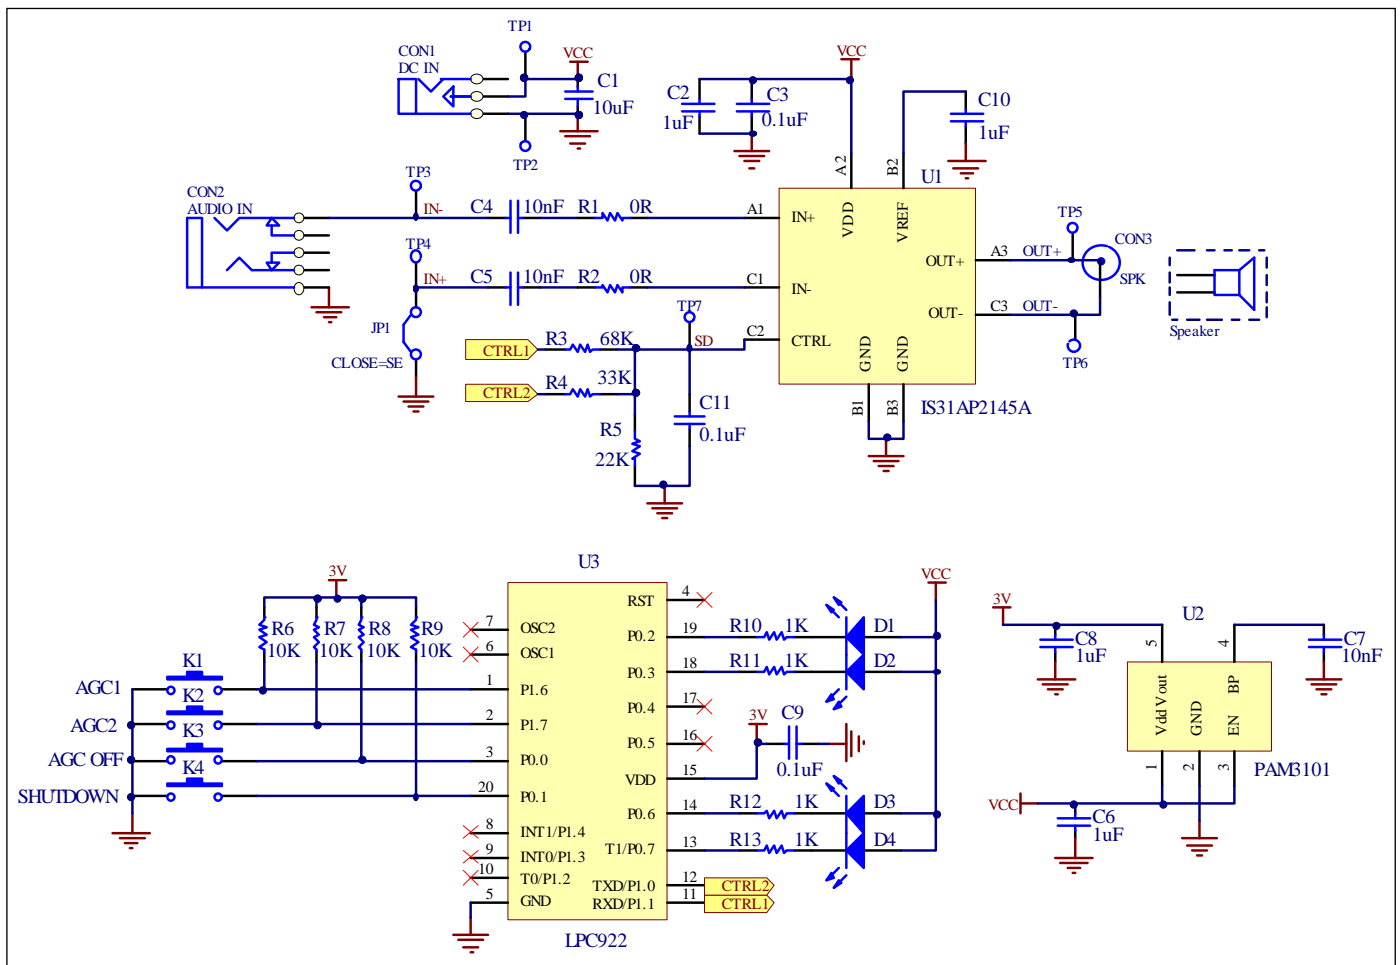 TP1
CON1
DC IN
VCC
C1
10uF
TP2
VCC
C2
1uF
C3
0.1uF
C10
1uF
A2
B2
U1
CON2
AUDIO IN
TP3
IN-
C4
10nF
R1
0R
A1
IN+
VDD
VREF
TP4
IN+
C5
10nF
R2
0R
C1
IN-
OUT+
A3
OUT+
TP5
CON3
SPK
OUT-
C3
OUT-
TP6
Speaker
JP1
CLOSE=SE
TP7
SD
C2
CTRL
GND
GND
B1
B3
IS31AP2145A
CTRL1
R3
68K
CTRL2
R4
33K
R5
22K
C11
0.1uF
3V
R6
10K
R7
10K
R8
10K
R9
10K
K1
AGC1
K2
AGC2
K3
AGC OFF
K4
SHUTDOWN
U3
7
OSC2
6
OSC1
1
P1.6
2
P1.7
3
P0.0
20
P0.1
8
INT1/P1.4
9
INT0/P1.3
10
T0/P1.2
5
GND
RST
4
P0.2
19
P0.3
18
P0.4
17
P0.5
16
VDD
15
P0.6
14
T1/P0.7
13
TXD/P1.0
12
CTRL2
RXD/P1.1
11
CTRL1
LPC922
R10
1K
D1
R11
1K
D2
3V
C9
0.1uF
R12
1K
D3
R13
1K
D4
VCC
3V
C8
1uF
U2
5
4
C7
10nF
Vdd Vout
GND
EN
BP
1
2
3
PAM3101
VCC
C6
1uF